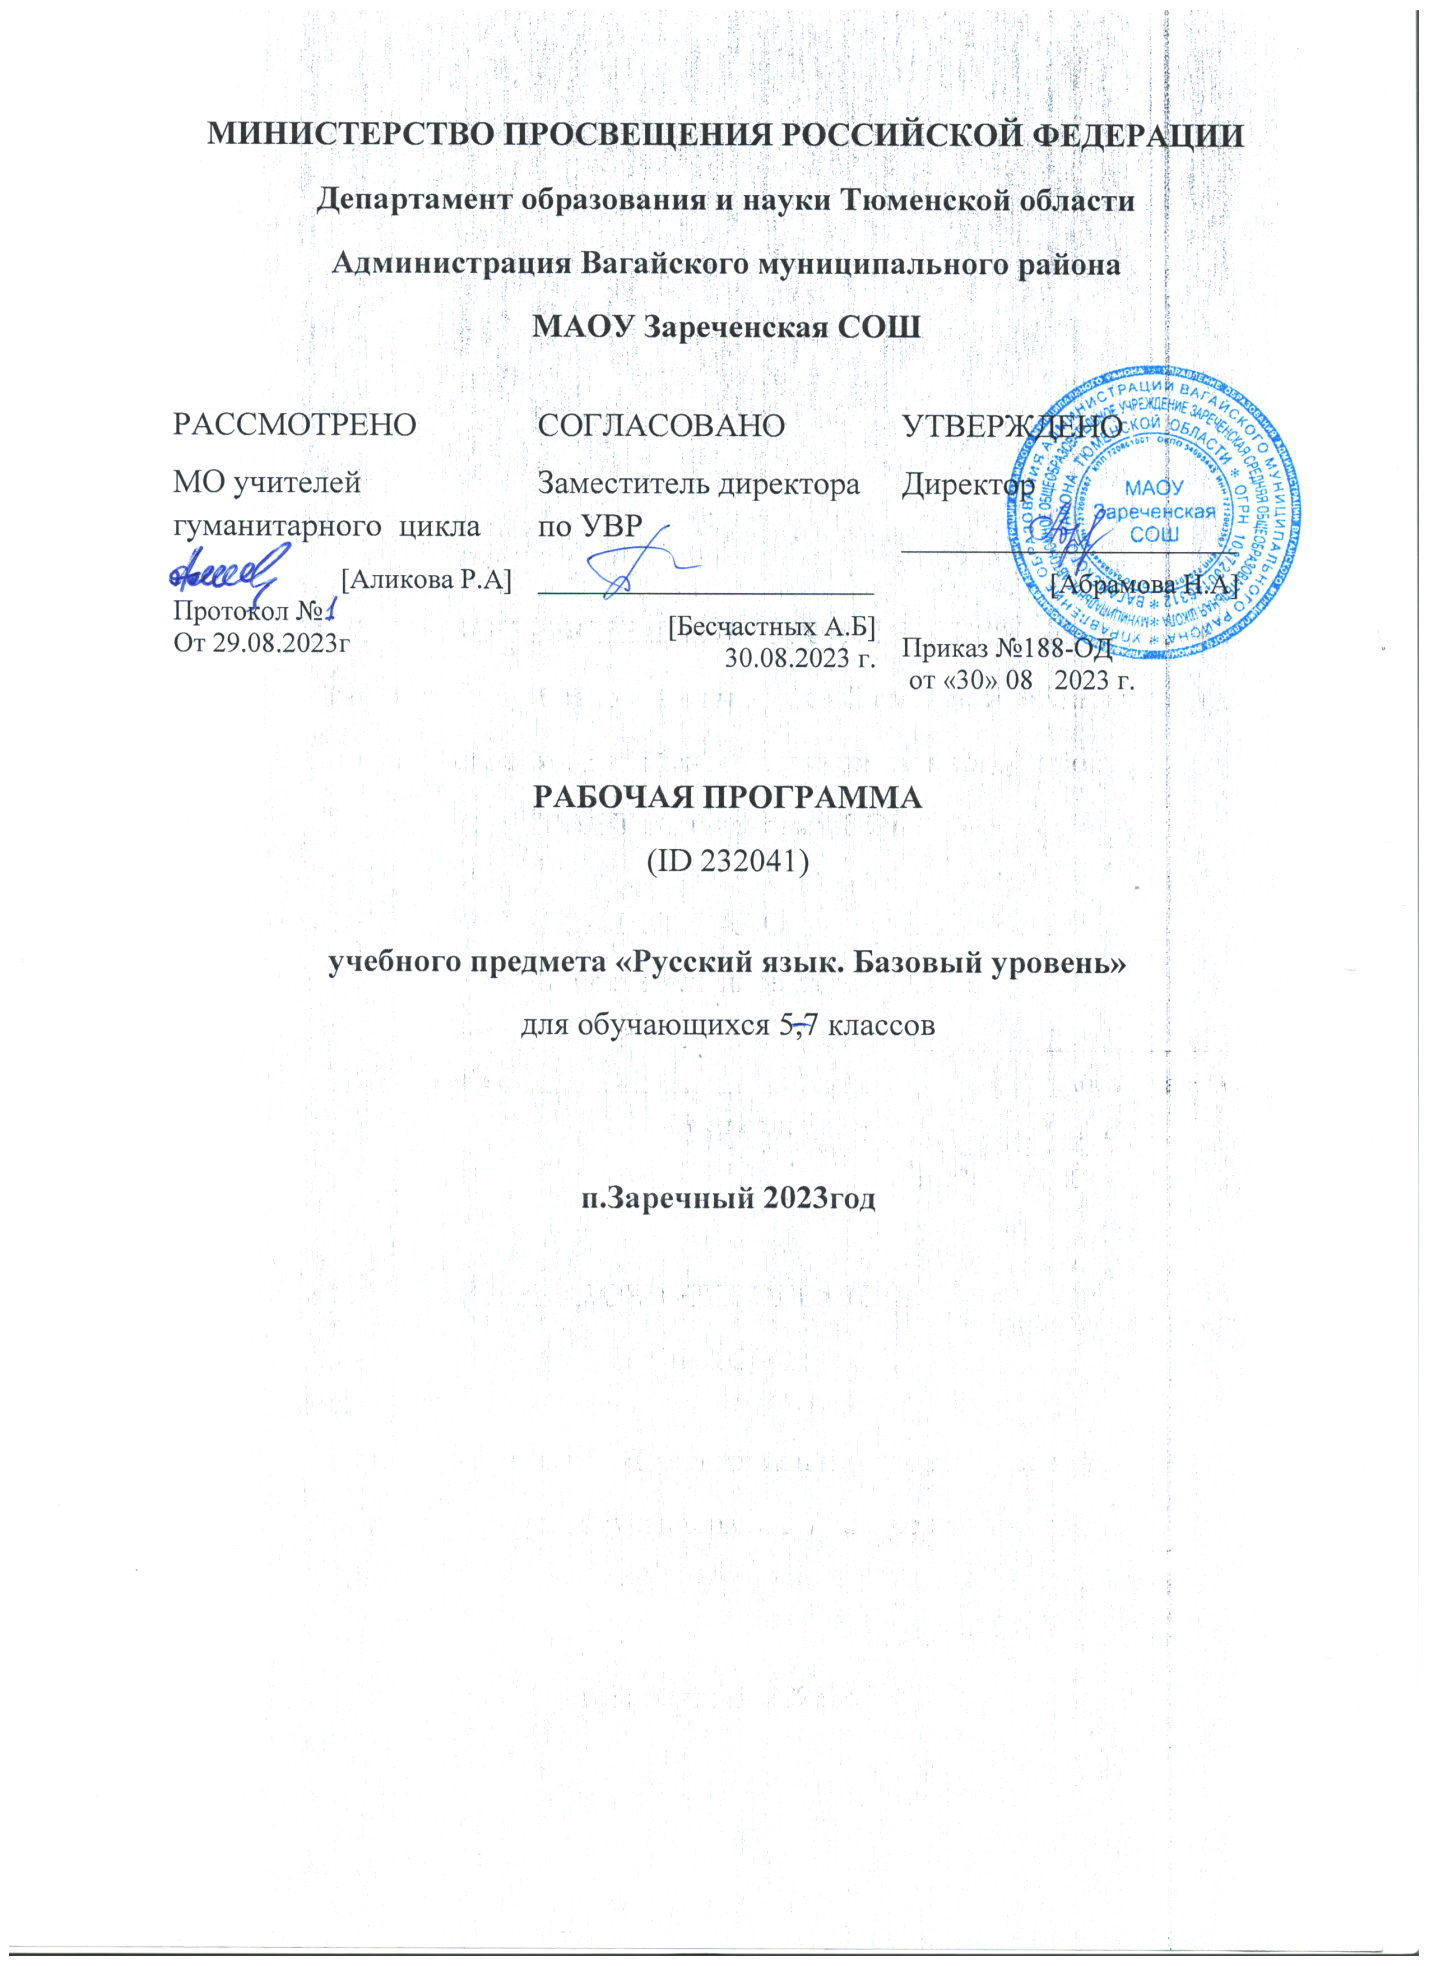 МИНИСТЕРСТВО ПРОСВЕЩЕНИЯ РОССИЙСКОЙ ФЕДЕРАЦИИ
Департамент образования и науки Тюменской области
Администрация Вагайского муниципального района
МАОУ Зареченская СОШ
РАССМОТРЕНО
МО учителей
гуманитарного цикла
[Аликова Р.А]
Протокол №1
От 29.08.2023г
СОГЛАСОВАНО
Заместитель директора
по УВР
[Бесчастных А.Б]
30.08.2023 г.
УТВЕРЖДЕНО
Директор
[Абрамова Н.А]
Приказ №188-ОД
от «30» 08 2023 г.
МАОУ
Зареченская
СОШ
РАБОЧАЯ ПРОГРАММА
(ID 232041)
учебного предмета «Русский язык. Базовый уровень»
для обучающихся 5-7 классов
п.Заречный 2023год